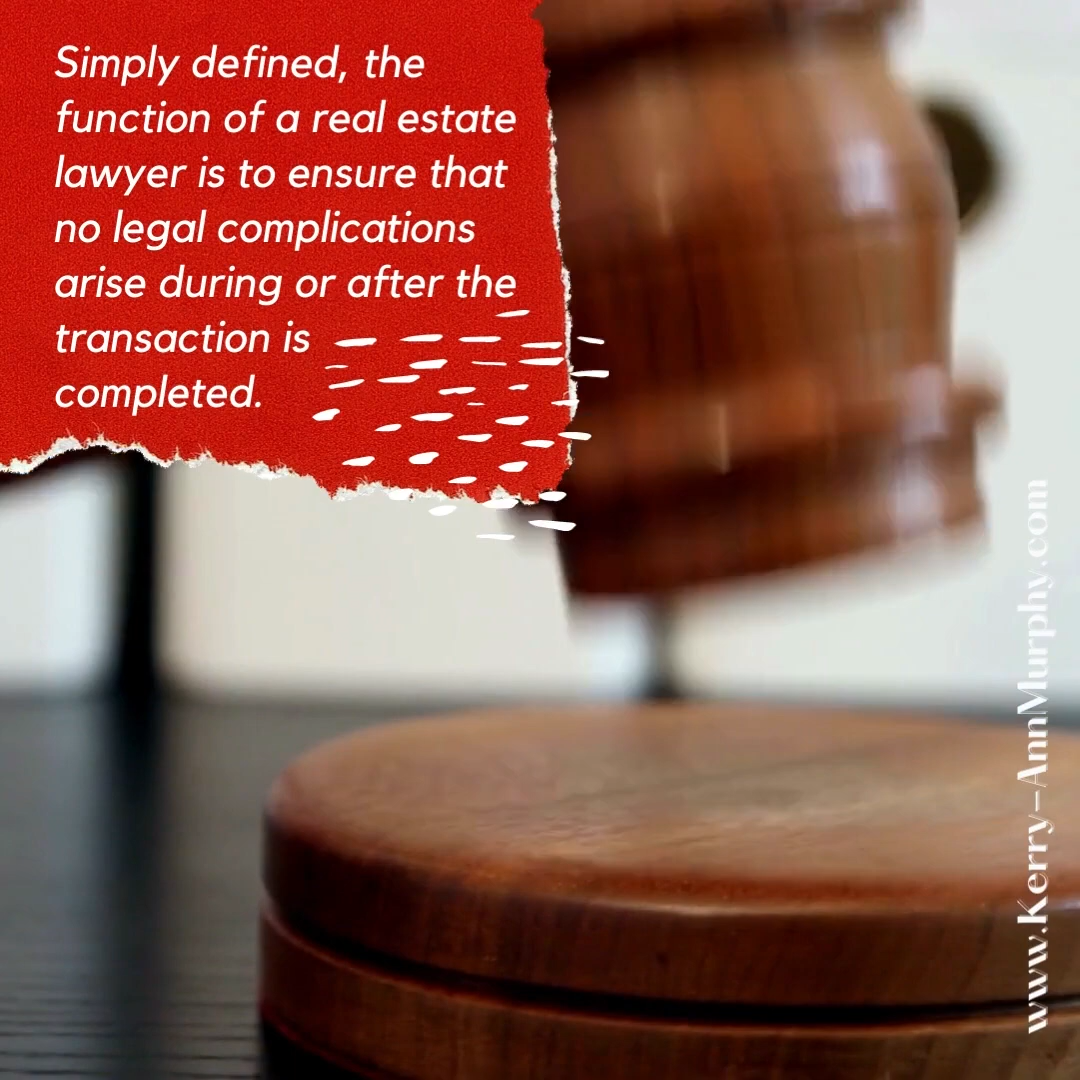 Simply defined, the
function of a real estate
lawyer is to ensure that
no legal complications
arise during or after the
transaction is
completed.
www.Kerry-AnnMurphy.com